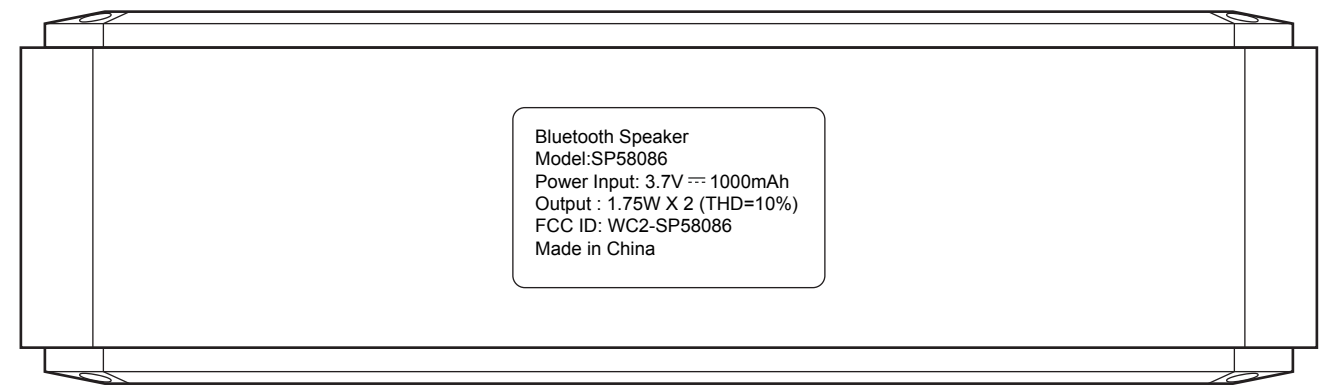 Bluetooth Speaker
Model:SP58086
Power Input: 3.7V ⎓ 1000mAh
Output : 1.75W X 2 (THD=10%)
FCC ID: WC2-SP58086
Made in China